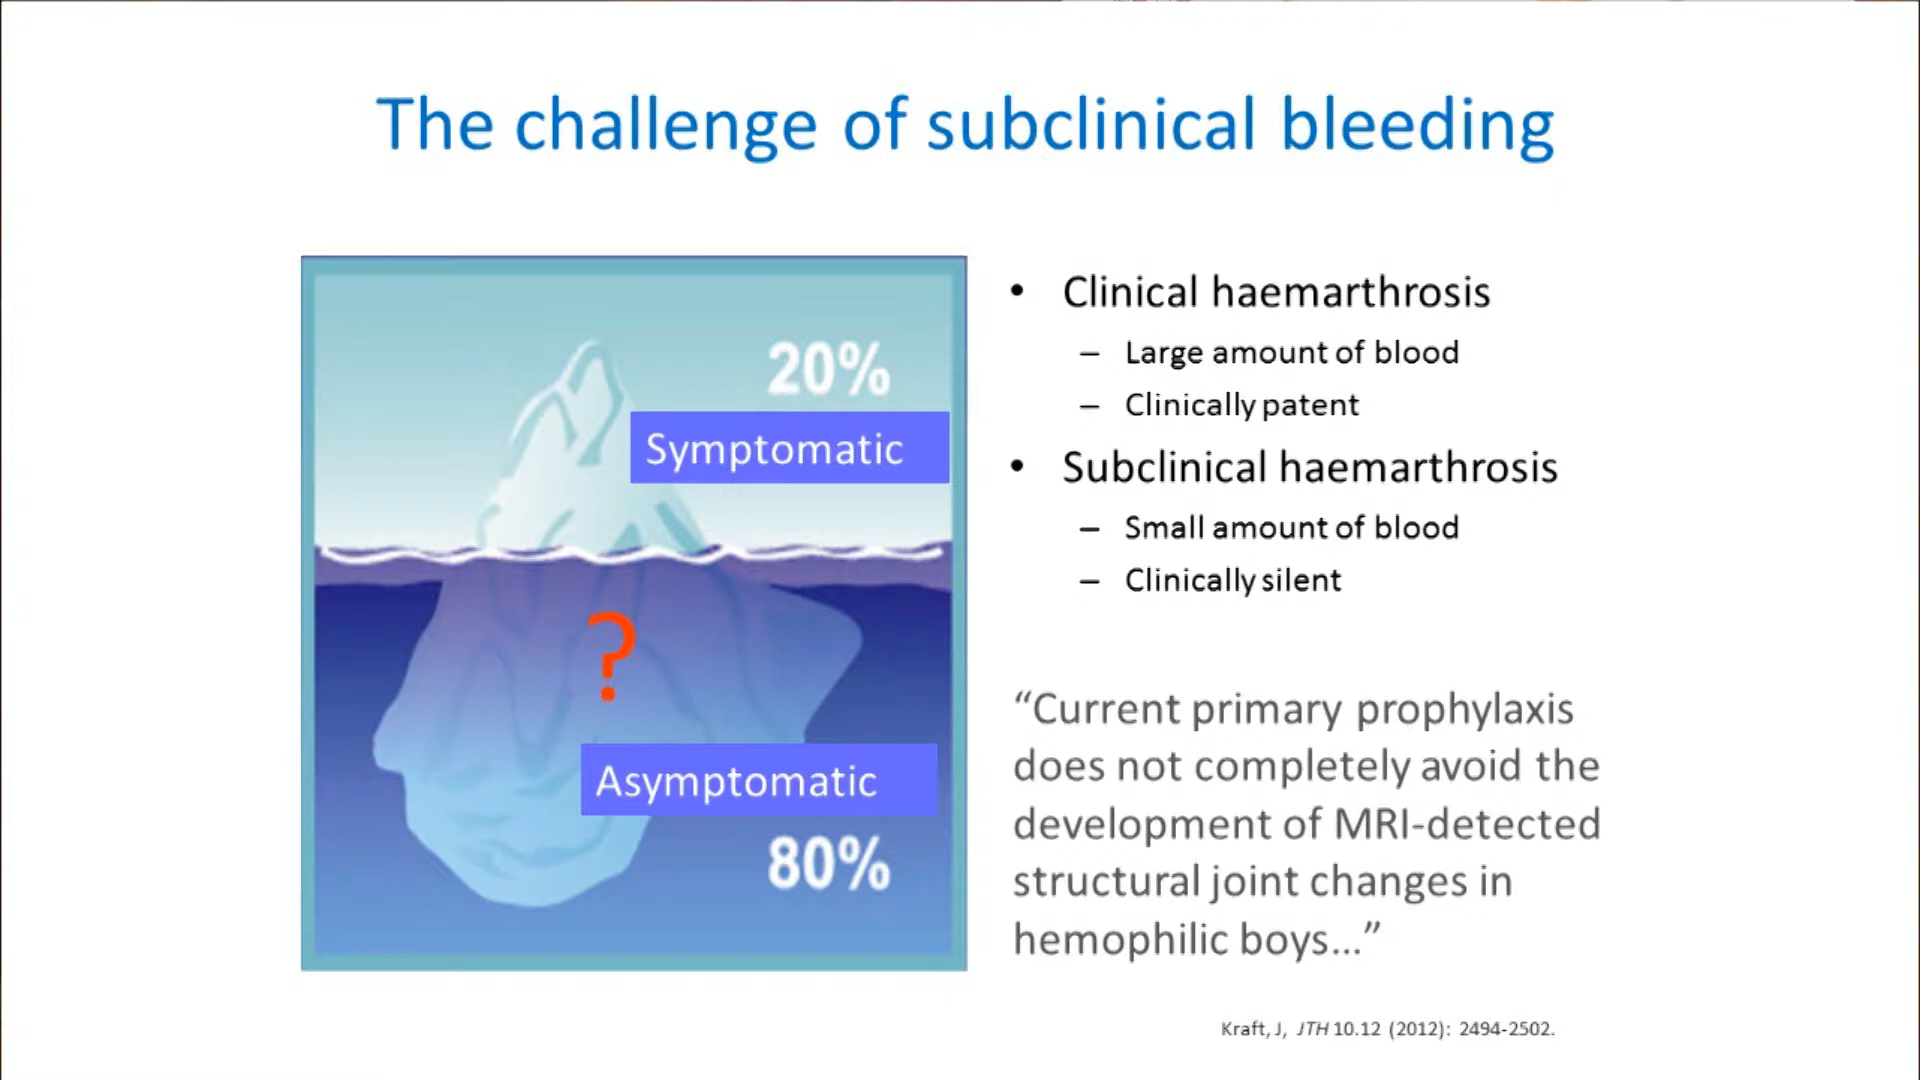 The challenge of subclinical bleeding
20%
Symptomatic
?
Asymptomatic
80%
• Clinical haemarthrosis
– Large amount of blood
– Clinically patent
• Subclinical haemarthrosis
– Small amount of blood
– Clinically silent
“Current primary prophylaxis
does not completely avoid the
development of MRI-detected
structural joint changes in
hemophilic boys...”
Kraft, J, JTH 10.12 (2012): 2494-2502.